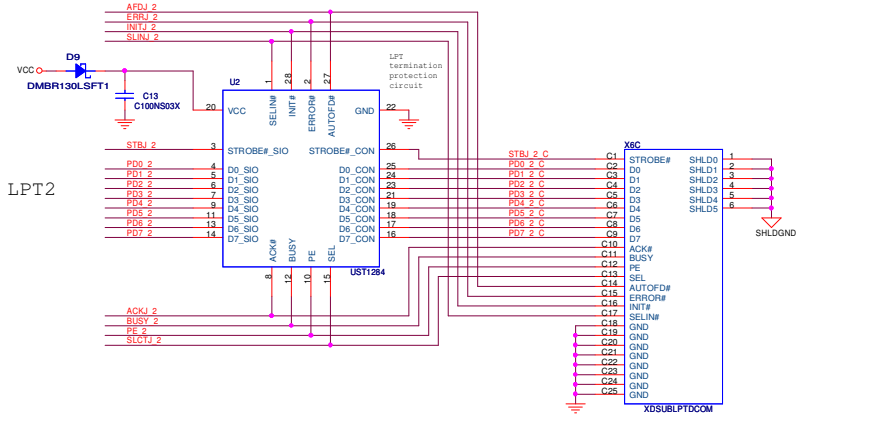 AFDJ_2
ERRJ_2
INITJ_2
SLINJ_2
D9
VCC
DMBR130LSFT1
C13
C100NS03X
U2
LPT
termination
protection
circuit
1
28
2
27
SELIN#
INIT#
ERROR#
AUTOFD#
20
VCC
GND
22
STBJ_2
3
STROBE#_SIO
STROBE#_CON
26
PD0_2
4
D0_SIO
D0_CON
25
PD1_2
5
D1_SIO
D1_CON
24
PD2_2
6
D2_SIO
D2_CON
23
PD3_2
7
D3_SIO
D3_CON
21
PD4_2
9
D4_SIO
D4_CON
19
PD5_2
11
D5_SIO
D5_CON
18
PD6_2
13
D6_SIO
D6_CON
17
PD7_2
14
D7_SIO
D7_CON
16
LPT2
ACK#
BUSY
PE
SEL
8
12
10
15
UST1284
ACKJ_2
BUSY_2
PE_2
SLCTJ_2
STBJ_2_C
PD0_2_C
PD1_2_C
PD2_2_C
PD3_2_C
PD4_2_C
PD5_2_C
PD6_2_C
PD7_2_C
X6C
C1
STROBE#
C2
D0
C3
D1
C4
D2
C5
D3
C6
D4
C7
D5
C8
D6
C9
D7
C10
ACK#
C11
BUSY
C12
PE
C13
SEL
C14
AUTOFD#
C15
ERROR#
C16
INIT#
C17
SELIN#
C18
GND
C19
GND
C20
GND
C21
GND
C22
GND
C23
GND
C24
GND
C25
GND
SHLD0
1
SHLD1
2
SHLD2
3
SHLD3
4
SHLD4
5
SHLD5
6
SHLDGND
XDSUBLPTDCOM